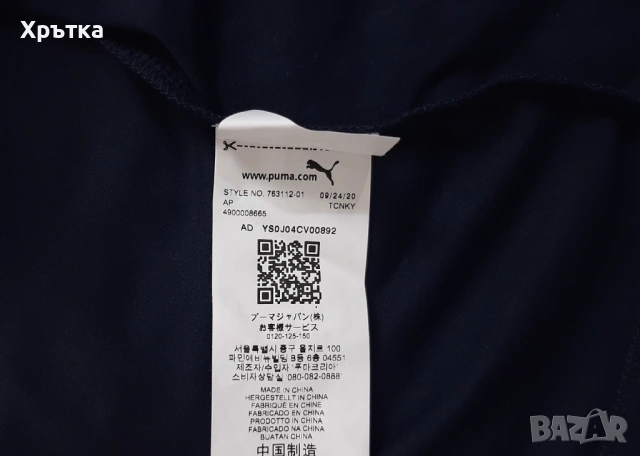 Хрътка
www.puma.com
STYLE NO. 763112-01 09/24/20
AP TCNKY
4900008665
AD YS0J04CV00892
プーマジャパン(株)
お客様サービス
0120-125-150
서울특별시 중구 을지로 100
파인에비뉴빌딩 B동 6층 04551
제조자/수입자 '푸마코리아'
소비자상담실 '080-082-0888'
MADE IN CHINA
HERGESTELLT IN CHINA
FABRIQUÉ EN CHINE
FABRICADO EN CHINA
PRODOTTO IN CHINA
FABRICADO NA CHINA
BUATAN CHINA
中国制造
BAZAR